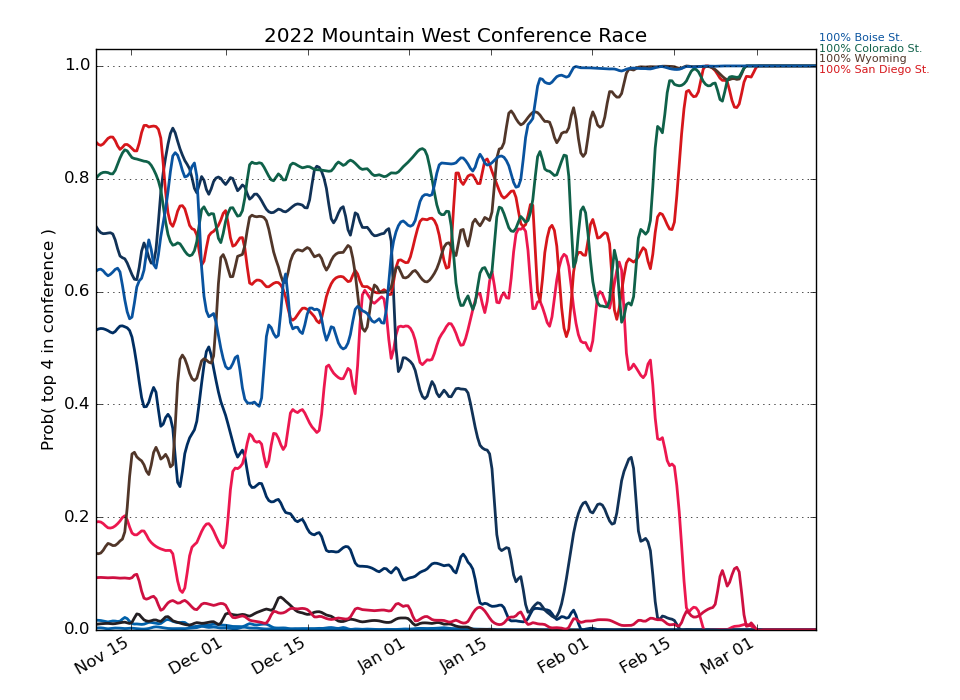 2022 Mountain West Conference Race
100% Boise St.
100% Colorado St.
100% Wyoming
100% San Diego St.
Prob( top 4 in conference )
1.0
0.8
0.6
0.4
0.2
0.0
Nov 15
Dec 01
Dec 15
Jan 01
Jan 15
Feb 01
Feb 15
Mar 01